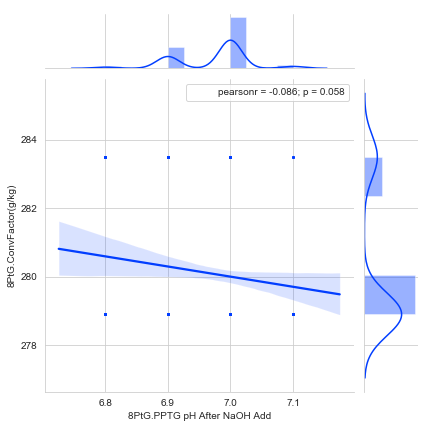 pearsonr = -0.086; p = 0.058
284
282
280
278
8PtG.ConvFactor(g/kg)
6.8 6.9 7.0 7.1
8PtG.PPTG pH After NaOH Add